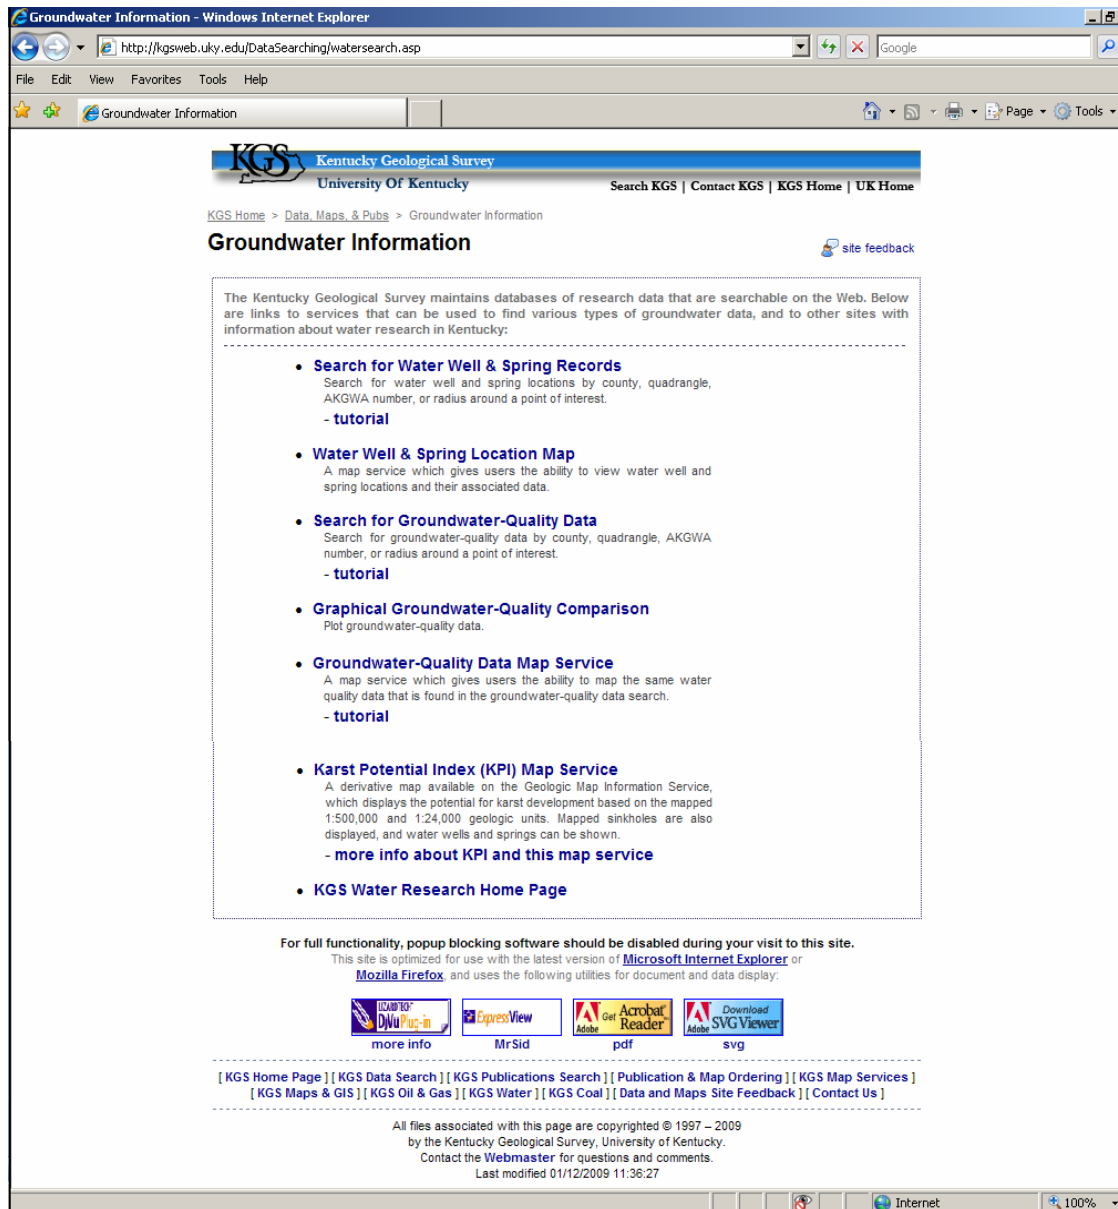 Groundwater Information - Windows Internet Explorer
http://kgsweb.uky.edu/DataSearching/watersearch.asp
Google
File Edit View Favorites Tools Help
Groundwater Information
Page Tools
KGS
Kentucky Geological Survey
University Of Kentucky
Search KGS | Contact KGS | KGS Home | UK Home
KGS Home > Data, Maps, & Pubs > Groundwater Information
Groundwater Information
site feedback
The Kentucky Geological Survey maintains databases of research data that are searchable on the Web. Below
are links to services that can be used to find various types of groundwater data, and to other sites with
information about water research in Kentucky:
• Search for Water Well & Spring Records
Search for water well and spring locations by county, quadrangle,
AKGWA number, or radius around a point of interest.
- tutorial
• Water Well & Spring Location Map
A map service which gives users the ability to view water well and
spring locations and their associated data.
• Search for Groundwater-Quality Data
Search for groundwater-quality data by county, quadrangle, AKGWA
number, or radius around a point of interest.
- tutorial
• Graphical Groundwater-Quality Comparison
Plot groundwater-quality data.
• Groundwater-Quality Data Map Service
A map service which gives users the ability to map the same water
quality data that is found in the groundwater-quality data search.
- tutorial
• Karst Potential Index (KPI) Map Service
A derivative map available on the Geologic Map Information Service,
which displays the potential for karst development based on the mapped
1:500,000 and 1:24,000 geologic units. Mapped sinkholes are also
displayed, and water wells and springs can be shown.
- more info about KPI and this map service
• KGS Water Research Home Page
For full functionality, popup blocking software should be disabled during your visit to this site.
This site is optimized for use with the latest version of Microsoft Internet Explorer or
Mozilla Firefox, and uses the following utilities for document and data display:
LIZARDTECH
DjVu Plug-in
ExpressView
Adobe Get Acrobat Reader
Adobe Download SVG Viewer
more info MrSid pdf svg
[ KGS Home Page ] [ KGS Data Search ] [ KGS Publications Search ] [ Publication & Map Ordering ] [ KGS Map Services ]
[ KGS Maps & GIS ] [ KGS Oil & Gas ] [ KGS Water ] [ KGS Coal ] [ Data and Maps Site Feedback ] [ Contact Us ]
All files associated with this page are copyrighted © 1997 – 2009
by the Kentucky Geological Survey, University of Kentucky.
Contact the Webmaster for questions and comments.
Last modified 01/12/2009 11:36:27
Internet
100%